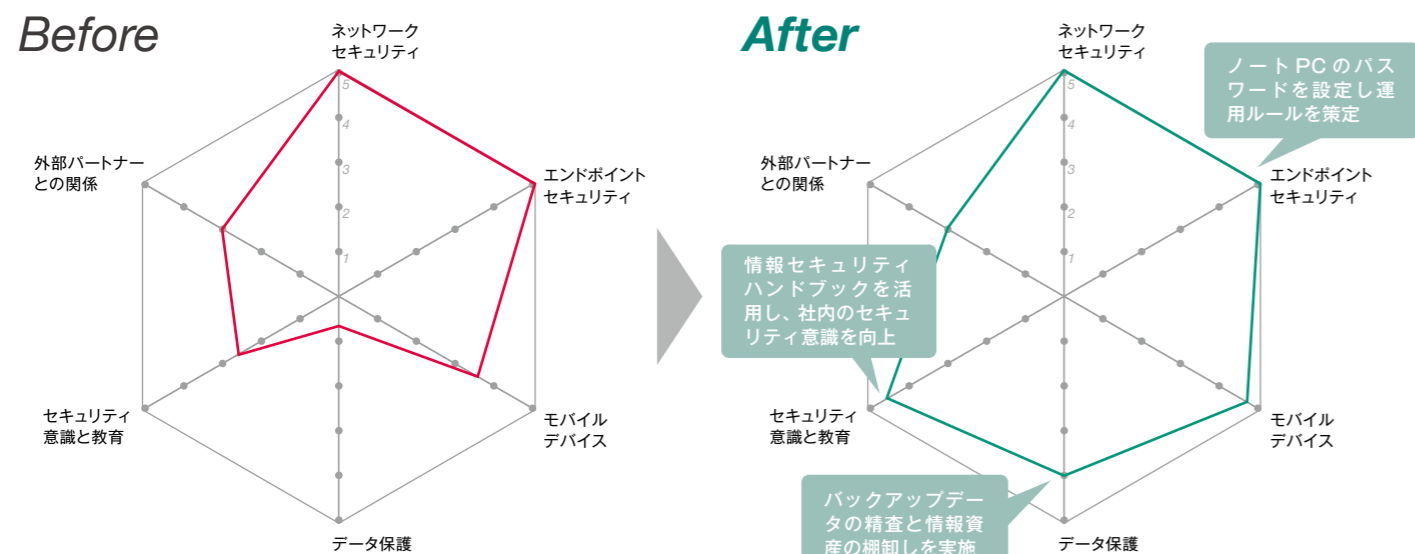 Before
ネットワーク
セキュリティ
5
4
3
2
1
外部パートナー
との関係
エンドポイント
セキュリティ
セキュリティ
意識と教育
モバイル
デバイス
データ保護
After
ネットワーク
セキュリティ
5
4
3
2
1
ノート PC のパス
ワードを設定し運
用ルールを策定
外部パートナー
との関係
エンドポイント
セキュリティ
情報セキュリティ
ハンドブックを活
用し、社内のセキュ
リティ意識を向上
セキュリティ
意識と教育
モバイル
デバイス
バックアップデー
タの精査と情報資
産の棚卸しを実施
データ保護